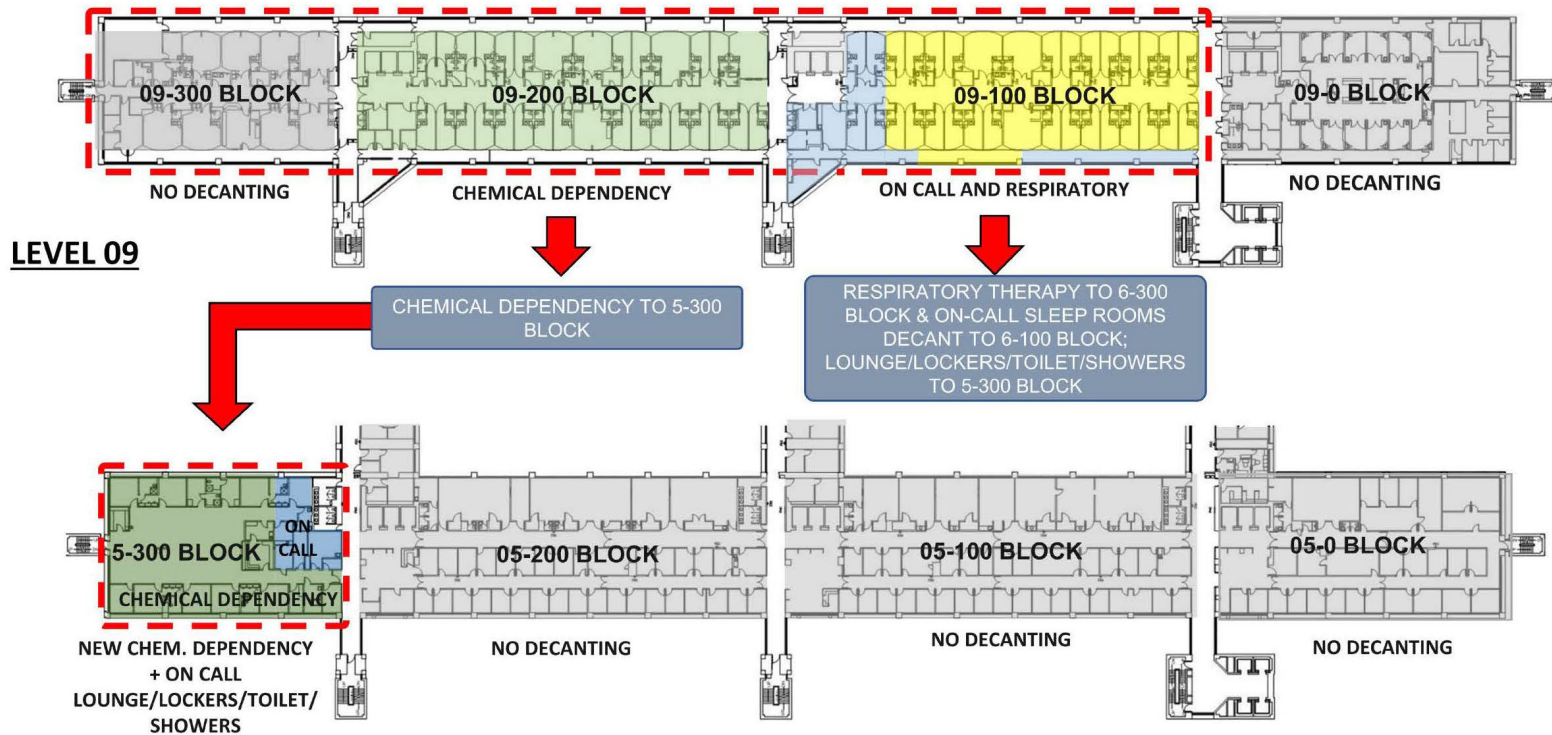 09-300 BLOCK
09-200 BLOCK
09-100 BLOCK
09-0 BLOCK
NO DECANTING
CHEMICAL DEPENDENCY
ON CALL AND RESPIRATORY
NO DECANTING
LEVEL 09
CHEMICAL DEPENDENCY TO 5-300
BLOCK
RESPIRATORY THERAPY TO 6-300
BLOCK & ON-CALL SLEEP ROOMS
DECANT TO 6-100 BLOCK;
LOUNGE/LOCKERS/TOILET/SHOWERS
TO 5-300 BLOCK
ON
CALL
5-300 BLOCK
05-200 BLOCK
05-100 BLOCK
05-0 BLOCK
CHEMICAL DEPENDENCY
NEW CHEM. DEPENDENCY
+ ON CALL
LOUNGE/LOCKERS/TOILET/
SHOWERS
NO DECANTING
NO DECANTING
NO DECANTING